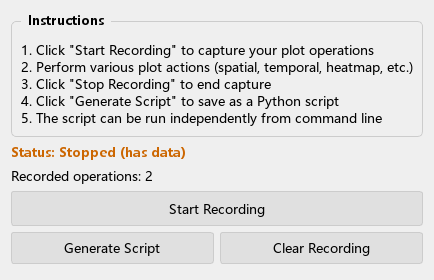 Instructions
1. Click "Start Recording" to capture your plot operations
2. Perform various plot actions (spatial, temporal, heatmap, etc.)
3. Click "Stop Recording" to end capture
4. Click "Generate Script" to save as a Python script
5. The script can be run independently from command line
Status: Stopped (has data)
Recorded operations: 2
Start Recording
Generate Script
Clear Recording